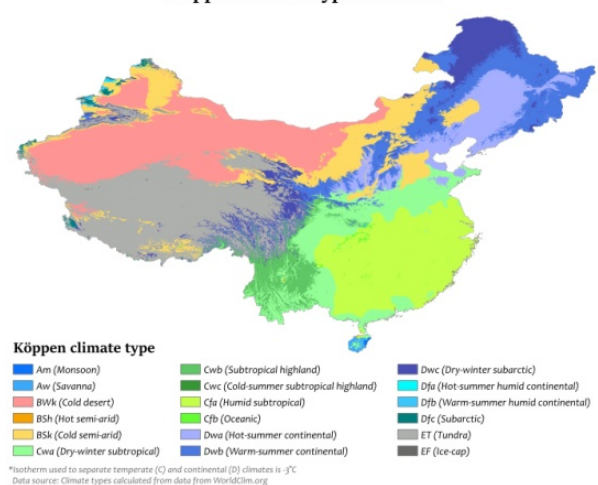 Köppen climate type
Am (Monsoon)
Aw (Savanna)
BWk (Cold desert)
BSh (Hot semi-arid)
BSk (Cold semi-arid)
Cwa (Dry-winter subtropical)
Cwb (Subtropical highland)
Cwc (Cold-summer subtropical highland)
Cfa (Humid subtropical)
Cfb (Oceanic)
Dwa (Hot-summer continental)
Dwb (Warm-summer continental)
Dwc (Dry-winter subarctic)
Dfa (Hot-summer humid continental)
Dfb (Warm-summer humid continental)
Dfc (Subarctic)
ET (Tundra)
EF (Ice-cap)
*Isotherm used to separate temperate (C) and continental (D) climates is -3°C
Data source: Climate types calculated from data from WorldClim.org